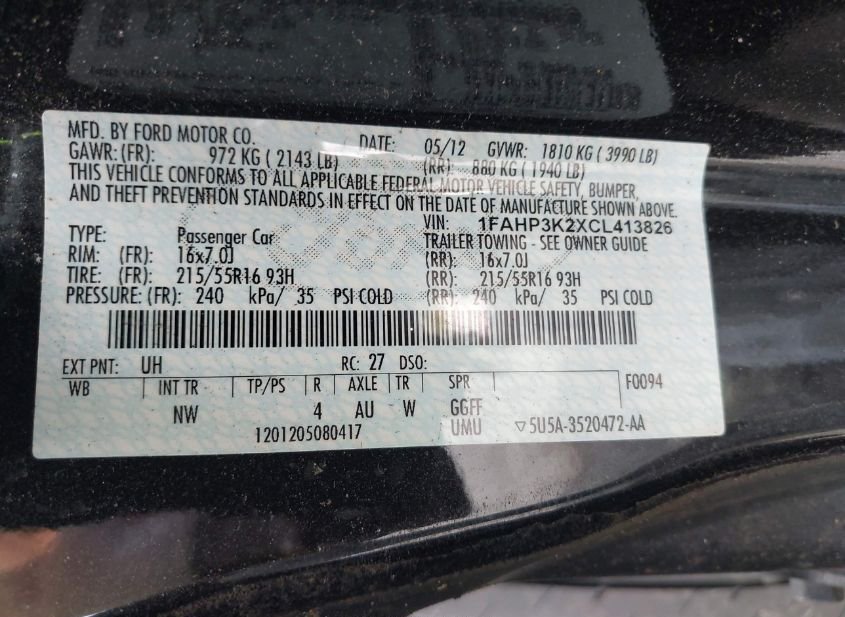 MFD. BY FORD MOTOR CO. DATE: 05/12 GVWR: 1810 KG ( 3990 LB)
GAWR: (FR): 972 KG ( 2143 LB) (RR): 880 KG ( 1940 LB)
THIS VEHICLE CONFORMS TO ALL APPLICABLE FEDERAL MOTOR VEHICLE SAFETY, BUMPER,
AND THEFT PREVENTION STANDARDS IN EFFECT ON THE DATE OF MANUFACTURE SHOWN ABOVE.
VIN: 1FAHP3K2XCL413826
TYPE: Passenger Car TRAILER TOWING - SEE OWNER GUIDE
RIM: (FR): 16x7.0J (RR): 16x7.0J
TIRE: (FR): 215/55R16 93H (RR): 215/55R16 93H
PRESSURE: (FR): 240 kPa/ 35 PSI COLD (RR): 240 kPa/ 35 PSI COLD
EXT PNT: UH RC: 27 DSO:
WB INT TR TP/PS R AXLE TR SPR F0094
NW 4 AU W GGFF
1201205080417 UMU ▽5U5A-3520472-AA